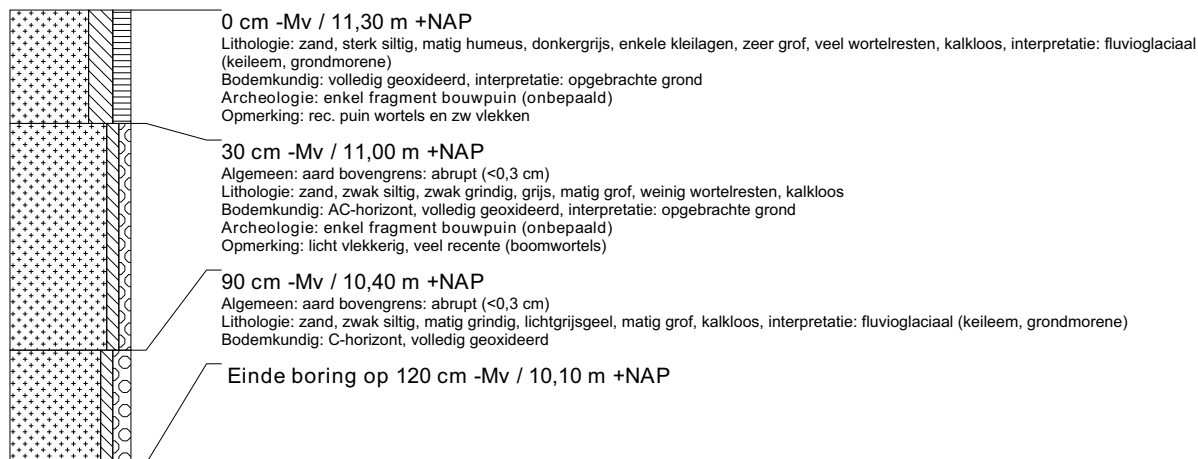 0 cm -Mv / 11,30 m +NAP
Lithologie: zand, sterk siltig, matig humeus, donkergrijs, enkele kleilagen, zeer grof, veel wortelresten, kalkloos, interpretatie: fluvioglaciaal
(keileem, grondmorene)
Bodemkundig: volledig geoxideerd, interpretatie: opgebrachte grond
Archeologie: enkel fragment bouwpuin (onbepaald)
Opmerking: rec. puin wortels en zw vlekken
30 cm -Mv / 11,00 m +NAP
Algemeen: aard bovengrens: abrupt (<0,3 cm)
Lithologie: zand, zwak siltig, zwak grindig, grijs, matig grof, weinig wortelresten, kalkloos
Bodemkundig: AC-horizont, volledig geoxideerd, interpretatie: opgebrachte grond
Archeologie: enkel fragment bouwpuin (onbepaald)
Opmerking: licht vlekkerig, veel recente (boomwortels)
90 cm -Mv / 10,40 m +NAP
Algemeen: aard bovengrens: abrupt (<0,3 cm)
Lithologie: zand, zwak siltig, matig grindig, lichtgrijsgeel, matig grof, kalkloos, interpretatie: fluvioglaciaal (keileem, grondmorene)
Bodemkundig: C-horizont, volledig geoxideerd
Einde boring op 120 cm -Mv / 10,10 m +NAP